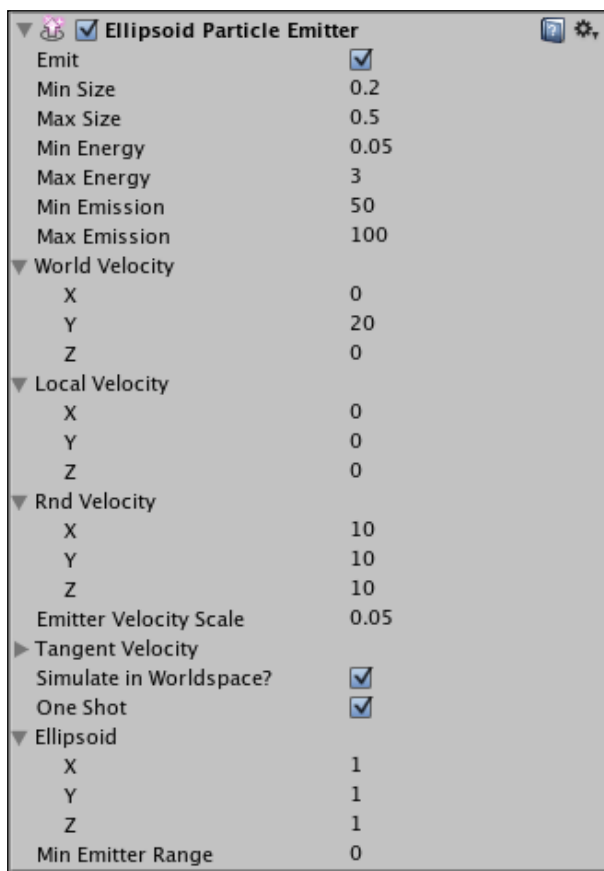 Ellipsoid Particle Emitter
Emit
Min Size 0.2
Max Size 0.5
Min Energy 0.05
Max Energy 3
Min Emission 50
Max Emission 100
World Velocity
X 0
Y 20
Z 0
Local Velocity
X 0
Y 0
Z 0
Rnd Velocity
X 10
Y 10
Z 10
Emitter Velocity Scale 0.05
Tangent Velocity
Simulate in Worldspace?
One Shot
Ellipsoid
X 1
Y 1
Z 1
Min Emitter Range 0